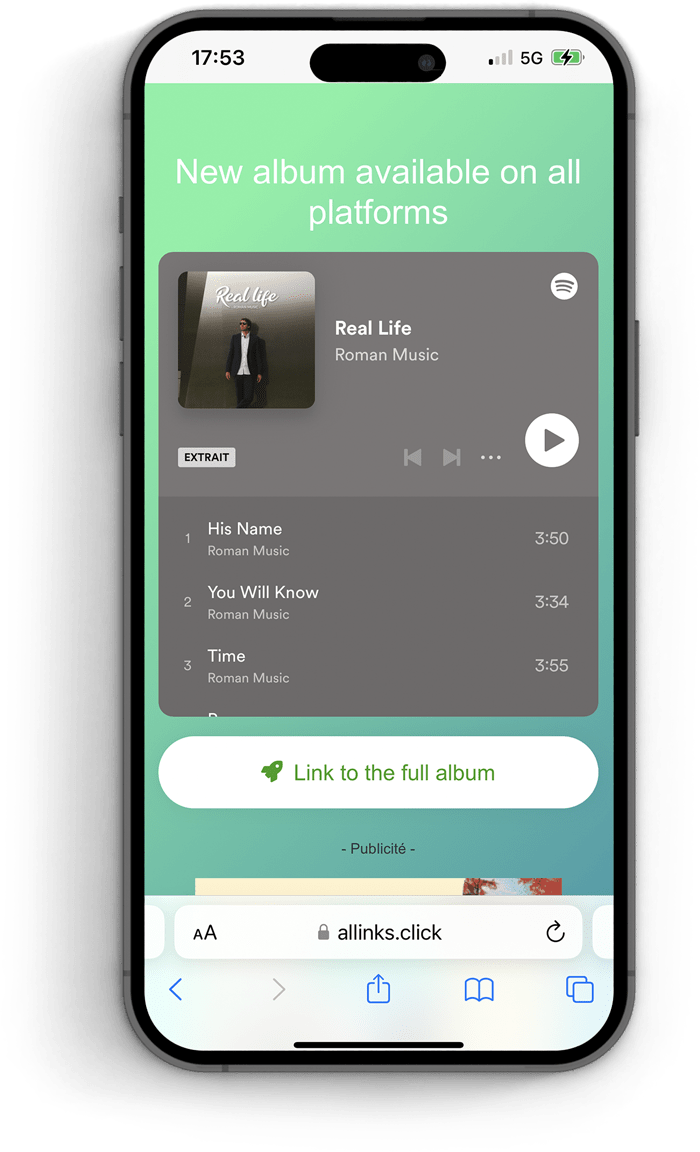 17:53
5G
New album available on all
platforms
Real life
Real Life
Roman Music
EXTRAIT
1
His Name
Roman Music
3:50
2
You Will Know
Roman Music
3:34
3
Time
Roman Music
3:55
Link to the full album
- Publicité -
AA
allinks.click